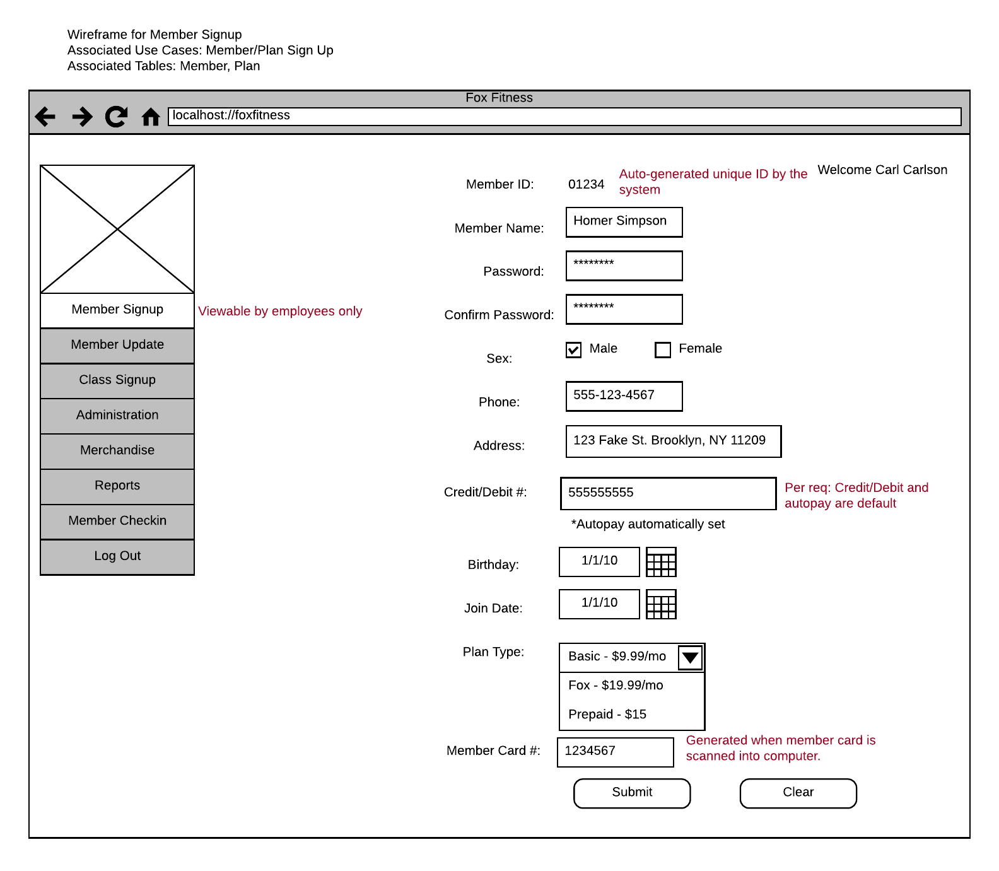 Wireframe for Member Signup
Associated Use Cases: Member/Plan Sign Up
Associated Tables: Member, Plan
Fox Fitness
localhost://foxfitness
Welcome Carl Carlson
Member Signup
Viewable by employees only
Member Update
Class Signup
Administration
Merchandise
Reports
Member Checkin
Log Out
Member ID: 01234
Auto-generated unique ID by the
system
Member Name: Homer Simpson
Password: ********
Confirm Password: ********
Sex: Male Female
Phone: 555-123-4567
Address: 123 Fake St. Brooklyn, NY 11209
Credit/Debit #: 555555555
Per req: Credit/Debit and
autopay are default
*Autopay automatically set
Birthday: 1/1/10
Join Date: 1/1/10
Plan Type: Basic - $9.99/mo
Fox - $19.99/mo
Prepaid - $15
Member Card #: 1234567
Generated when member card is
scanned into computer.
Submit Clear